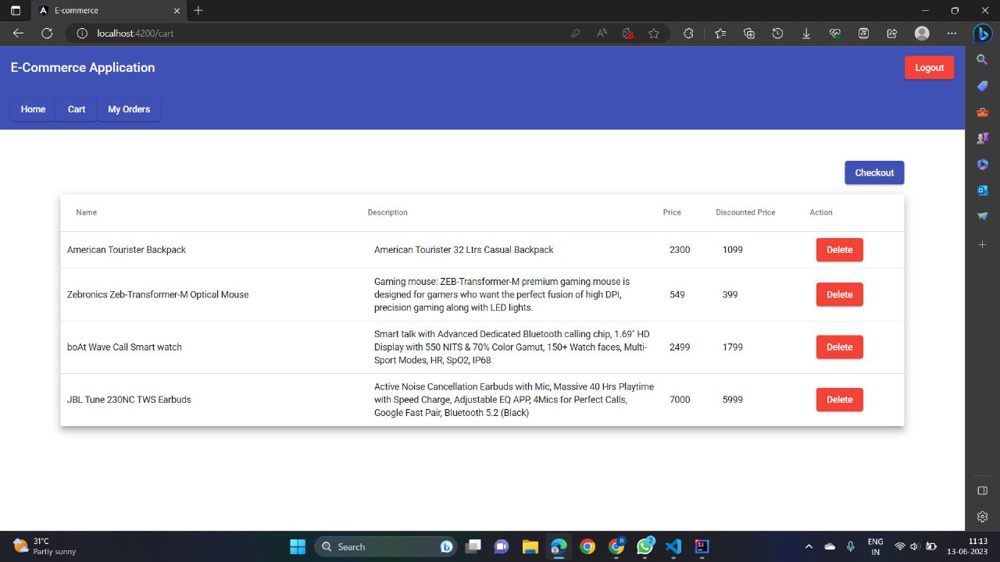 E-commerce
localhost:4200/cart
E-Commerce Application
Logout
Home Cart My Orders
Checkout
Name Description Price Discounted Price Action
American Tourister Backpack American Tourister 32 Ltrs Casual Backpack 2300 1099 Delete
Gaming mouse: ZEB-Transformer-M premium gaming mouse is
Zebronics Zeb-Transformer-M Optical Mouse designed for gamers who want the perfect fusion of high DPI, 549 399 Delete
precision gaming along with LED lights.
Smart talk with Advanced Dedicated Bluetooth calling chip, 1.69" HD
boAt Wave Call Smart watch Display with 550 NITS & 70% Color Gamut, 150+ Watch faces, Multi- 2499 1799 Delete
Sport Modes, HR, SpO2, IP68
Active Noise Cancellation Earbuds with Mic, Massive 40 Hrs Playtime
JBL Tune 230NC TWS Earbuds with Speed Charge, Adjustable EQ APP, 4Mics for Perfect Calls, 7000 5999 Delete
Google Fast Pair, Bluetooth 5.2 (Black)
31°C
Partly sunny
Search
R
2
ENG
IN
11:13
13-06-2023